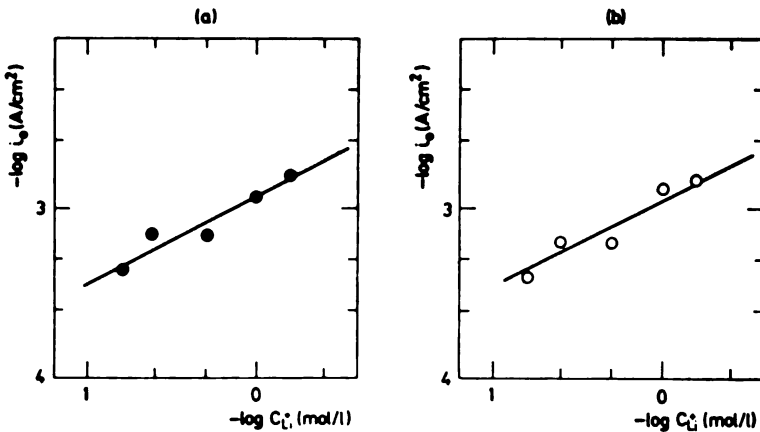 (a)
-log i₀ (A/cm²)
3
4
1
0
-log C Li⁺ (mol/l)
(b)
-log i₀ (A/cm²)
3
4
1
0
-log C Li⁺ (mol/l)